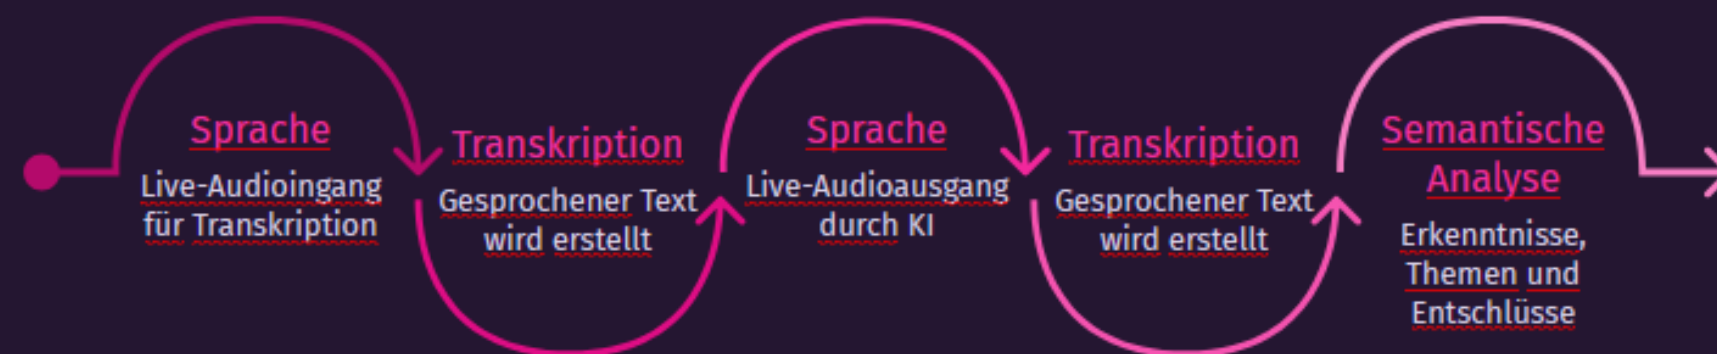 Sprache
Live-Audioingang
für Transkription
Transkription
Gesprochener Text
wird erstellt
Sprache
Live-Audioausgang
durch KI
Transkription
Gesprochener Text
wird erstellt
Semantische
Analyse
Erkenntnisse,
Themen und
Entschlüsse